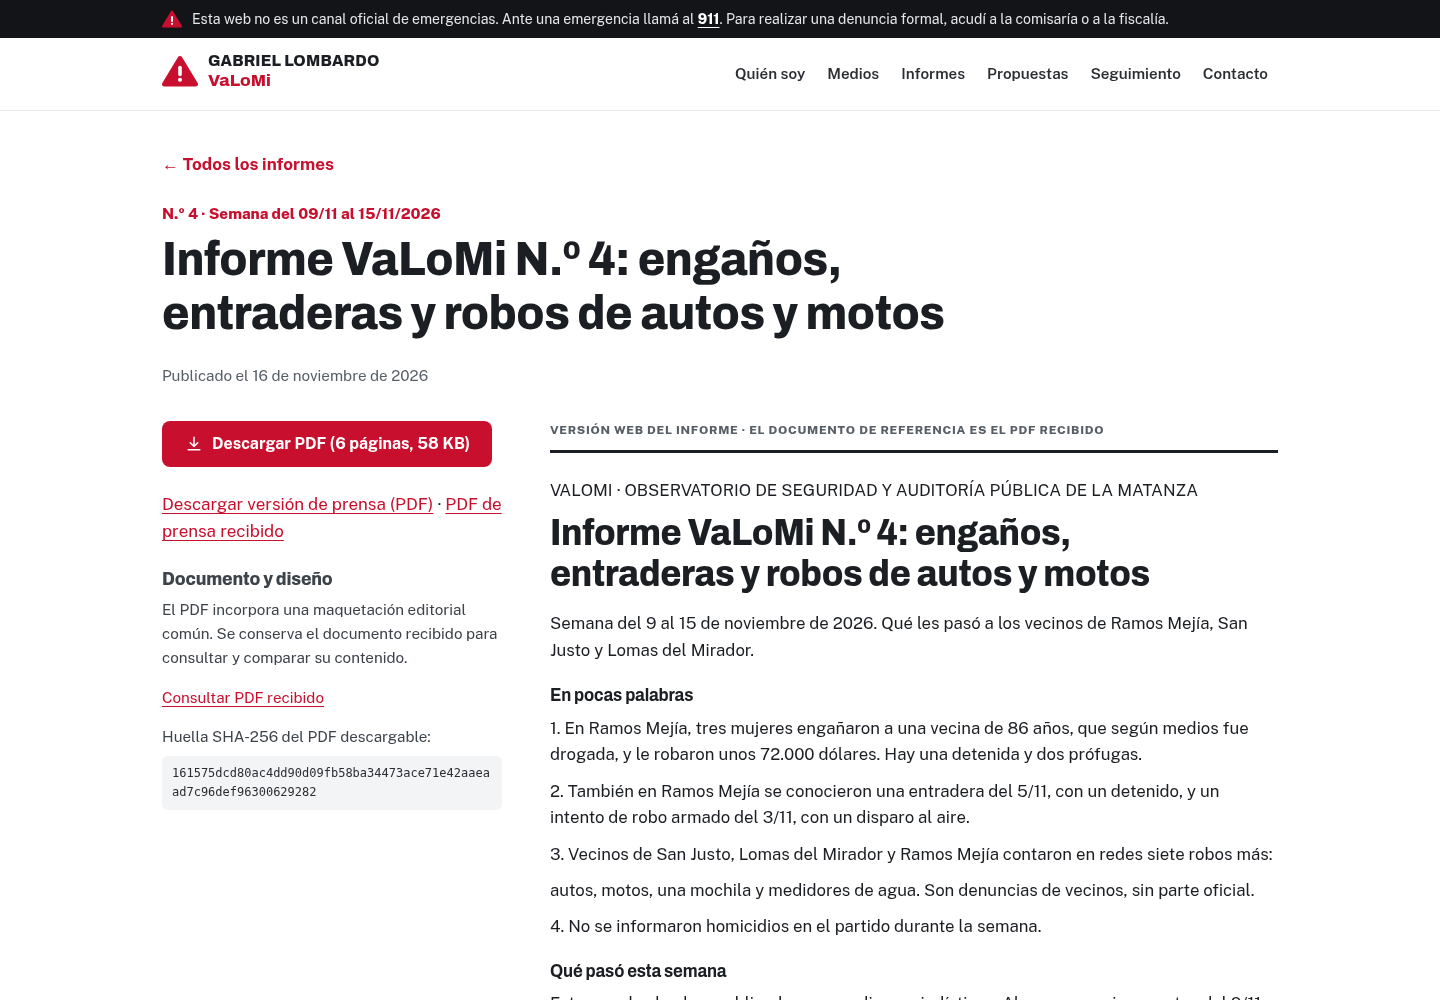 Esta web no es un canal oficial de emergencias. Ante una emergencia llamá al 911. Para realizar una denuncia formal, acudí a la comisaría o a la fiscalía.
GABRIEL LOMBARDO
VaLoMi
Quién soy Medios Informes Propuestas Seguimiento Contacto
← Todos los informes
N.º 4 · Semana del 09/11 al 15/11/2026
Informe VaLoMi N.º 4: engaños,
entraderas y robos de autos y motos
Publicado el 16 de noviembre de 2026
Descargar PDF (6 páginas, 58 KB)
Descargar versión de prensa (PDF) · PDF de
prensa recibido
Documento y diseño
El PDF incorpora una maquetación editorial
común. Se conserva el documento recibido para
consultar y comparar su contenido.
Consultar PDF recibido
Huella SHA-256 del PDF descargable:
161575dcd80ac4dd90d09fb58ba34473ace71e42aaea
ad7c96def96300629282
VERSIÓN WEB DEL INFORME · EL DOCUMENTO DE REFERENCIA ES EL PDF RECIBIDO
VALOMI · OBSERVATORIO DE SEGURIDAD Y AUDITORÍA PÚBLICA DE LA MATANZA
Informe VaLoMi N.º 4: engaños,
entraderas y robos de autos y motos
Semana del 9 al 15 de noviembre de 2026. Qué les pasó a los vecinos de Ramos Mejía, San
Justo y Lomas del Mirador.
En pocas palabras
1. En Ramos Mejía, tres mujeres engañaron a una vecina de 86 años, que según medios fue
drogada, y le robaron unos 72.000 dólares. Hay una detenida y dos prófugas.
2. También en Ramos Mejía se conocieron una entradera del 5/11, con un detenido, y un
intento de robo armado del 3/11, con un disparo al aire.
3. Vecinos de San Justo, Lomas del Mirador y Ramos Mejía contaron en redes siete robos más:
autos, motos, una mochila y medidores de agua. Son denuncias de vecinos, sin parte oficial.
4. No se informaron homicidios en el partido durante la semana.
Qué pasó esta semana